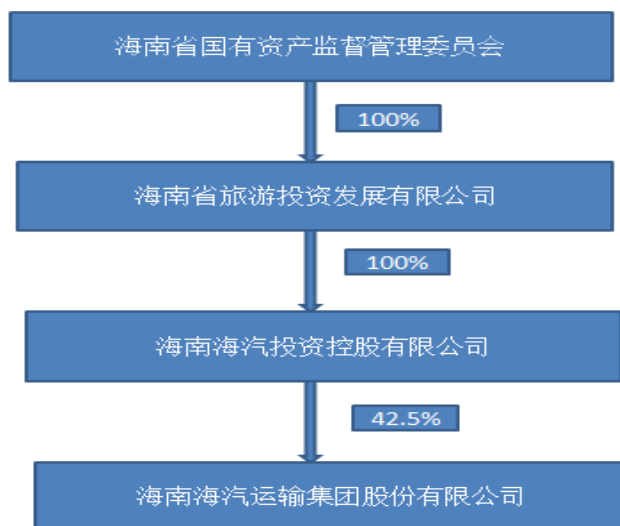 海南省国有资产监督管理委员会
100%
海南省旅游投资发展有限公司
100%
海南海汽投资控股有限公司
42.5%
海南海汽运输集团股份有限公司